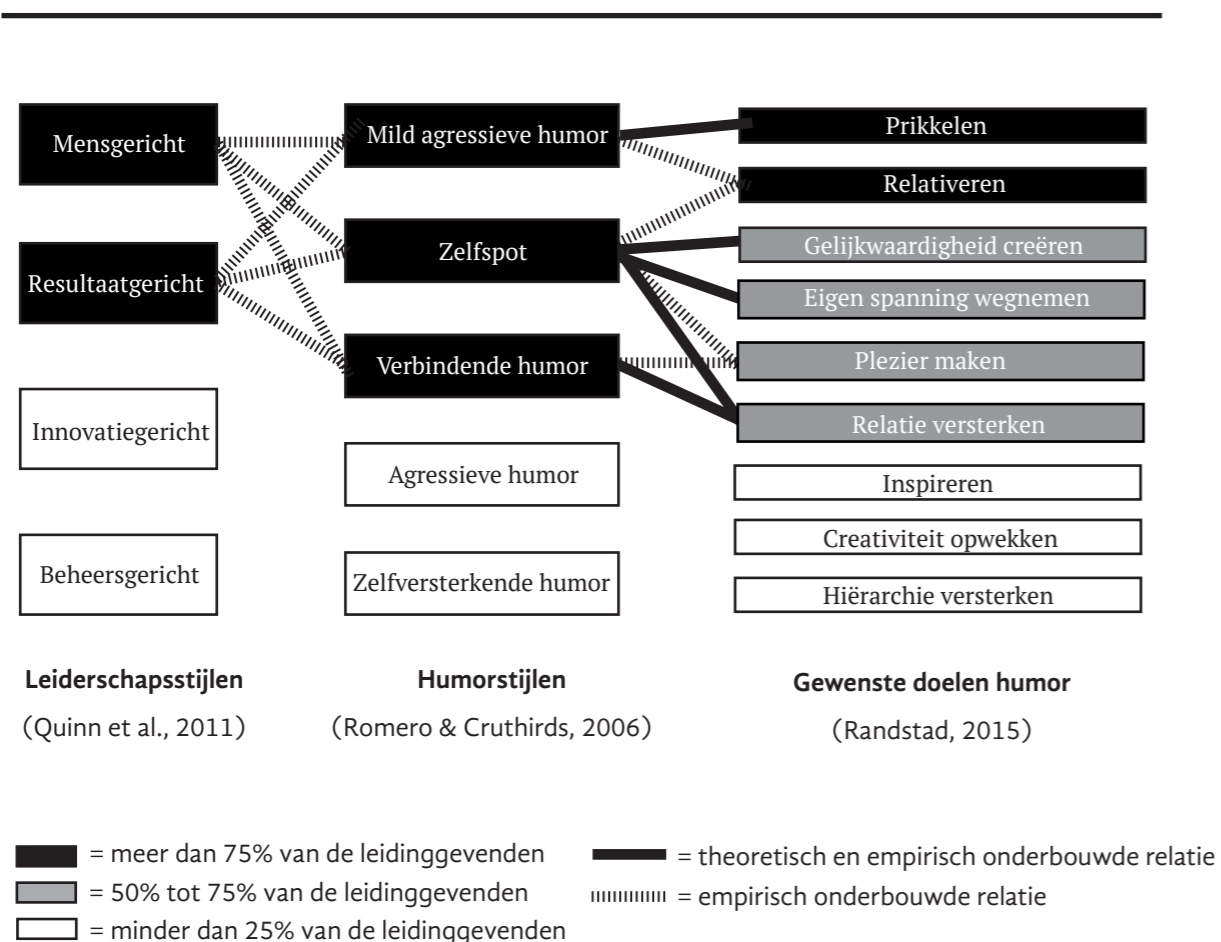 Mensgericht
Resultaatgericht
Innovatiegericht
Beheersgericht
Leiderschapsstijlen
(Quinn et al., 2011)
Mild agressieve humor
Zelfspot
Verbindende humor
Agressieve humor
Zelfversterkende humor
Humorstijlen
(Romero & Cruthirds, 2006)
Prikkelen
Relativeren
Gelijkwaardigheid creëren
Eigen spanning wegnemen
Plezier maken
Relatie versterken
Inspireren
Creativiteit opwekken
Hiërarchie versterken
Gewenste doelen humor
(Randstad, 2015)
= meer dan 75% van de leidinggevenden
= 50% tot 75% van de leidinggevenden
= minder dan 25% van de leidinggevenden
= theoretisch en empirisch onderbouwde relatie
= empirisch onderbouwde relatie